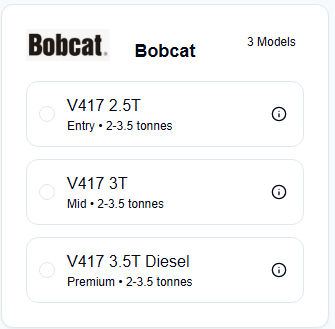 Bobcat.
Bobcat
3 Models
V417 2.5T
Entry • 2-3.5 tonnes
V417 3T
Mid • 2-3.5 tonnes
V417 3.5T Diesel
Premium • 2-3.5 tonnes